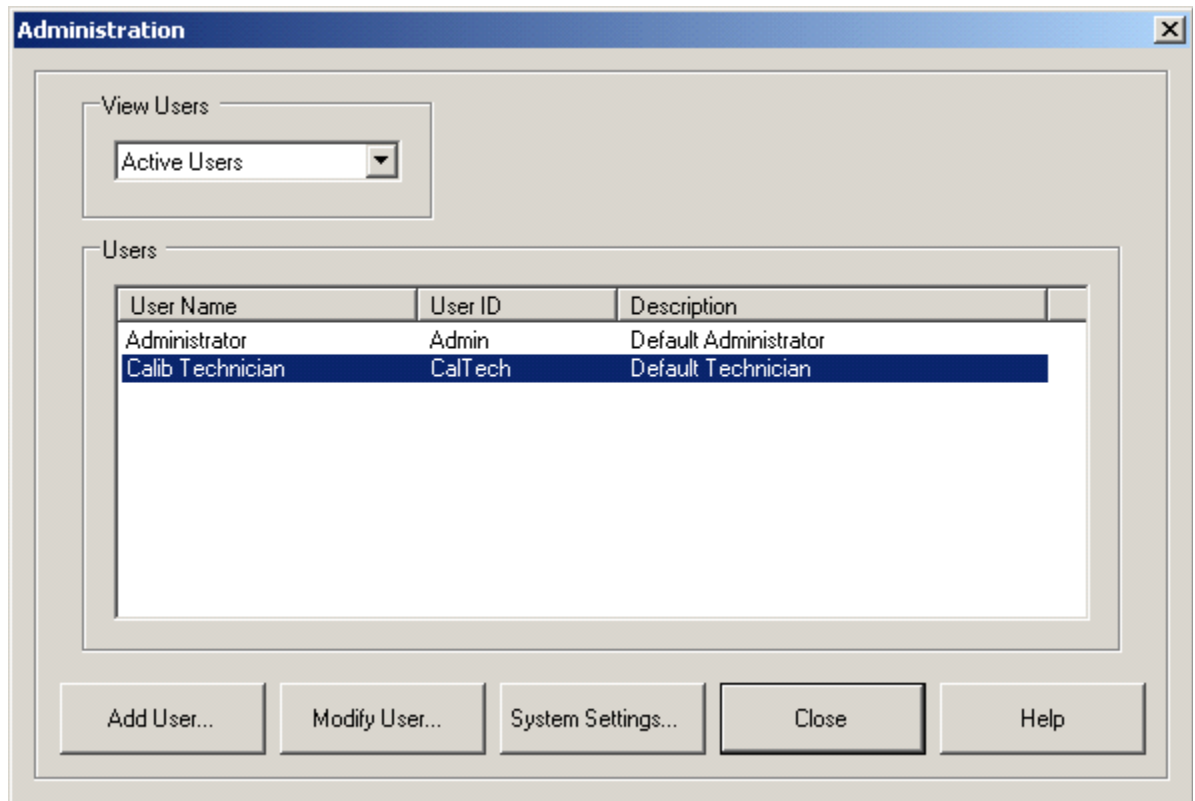 Administration
View Users
Active Users
Users
User Name User ID Description
Administrator Admin Default Administrator
Calib Technician CalTech Default Technician
Add User... Modify User... System Settings... Close Help